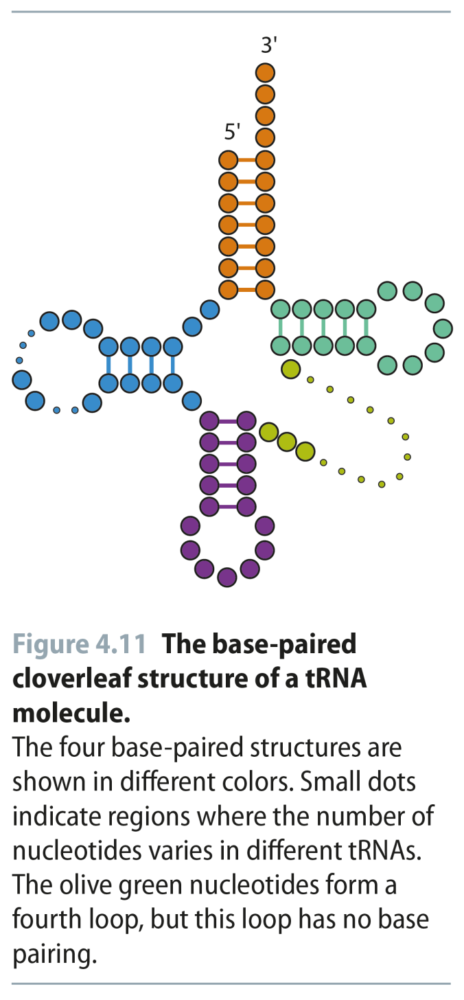 3'
5'
Figure 4.11 The base-paired
cloverleaf structure of a tRNA
molecule.
The four base-paired structures are
shown in different colors. Small dots
indicate regions where the number of
nucleotides varies in different tRNAs.
The olive green nucleotides form a
fourth loop, but this loop has no base
pairing.